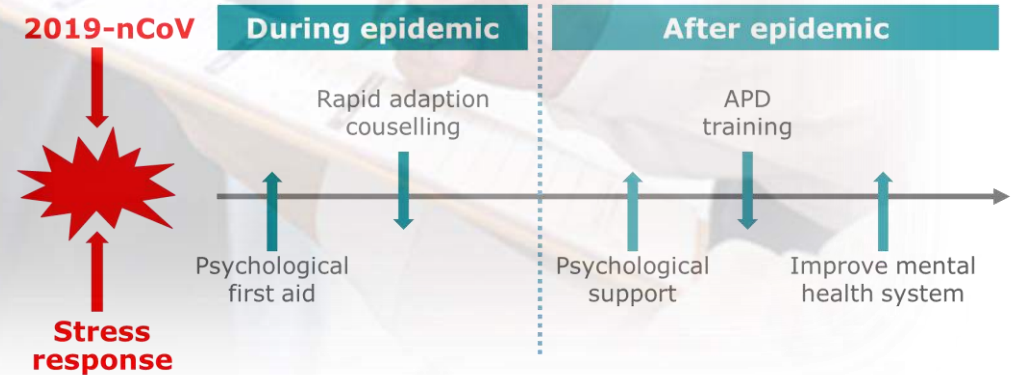 2019-nCoV
During epidemic
After epidemic
Rapid adaption
couselling
APD
training
Psychological
first aid
Psychological
support
Improve mental
health system
Stress
response